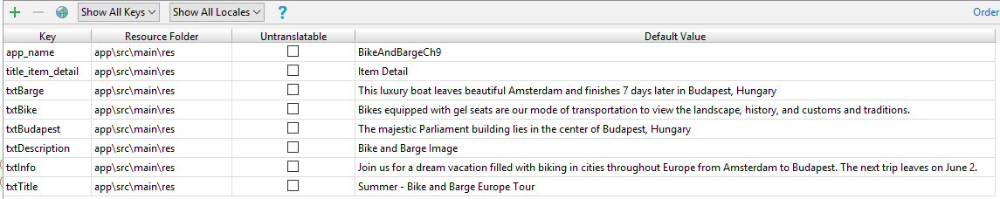 Show All Keys Show All Locales ? Order
Key Resource Folder Untranslatable Default Value
app_name app\src\main\res BikeAndBargeCh9
title_item_detail app\src\main\res Item Detail
txtBarge app\src\main\res This luxury boat leaves beautiful Amsterdam and finishes 7 days later in Budapest, Hungary
txtBike app\src\main\res Bikes equipped with gel seats are our mode of transportation to view the landscape, history, and customs and traditions.
txtBudapest app\src\main\res The majestic Parliament building lies in the center of Budapest, Hungary
txtDescription app\src\main\res Bike and Barge Image
txtInfo app\src\main\res Join us for a dream vacation filled with biking in cities throughout Europe from Amsterdam to Budapest. The next trip leaves on June 2.
txtTitle app\src\main\res Summer - Bike and Barge Europe Tour